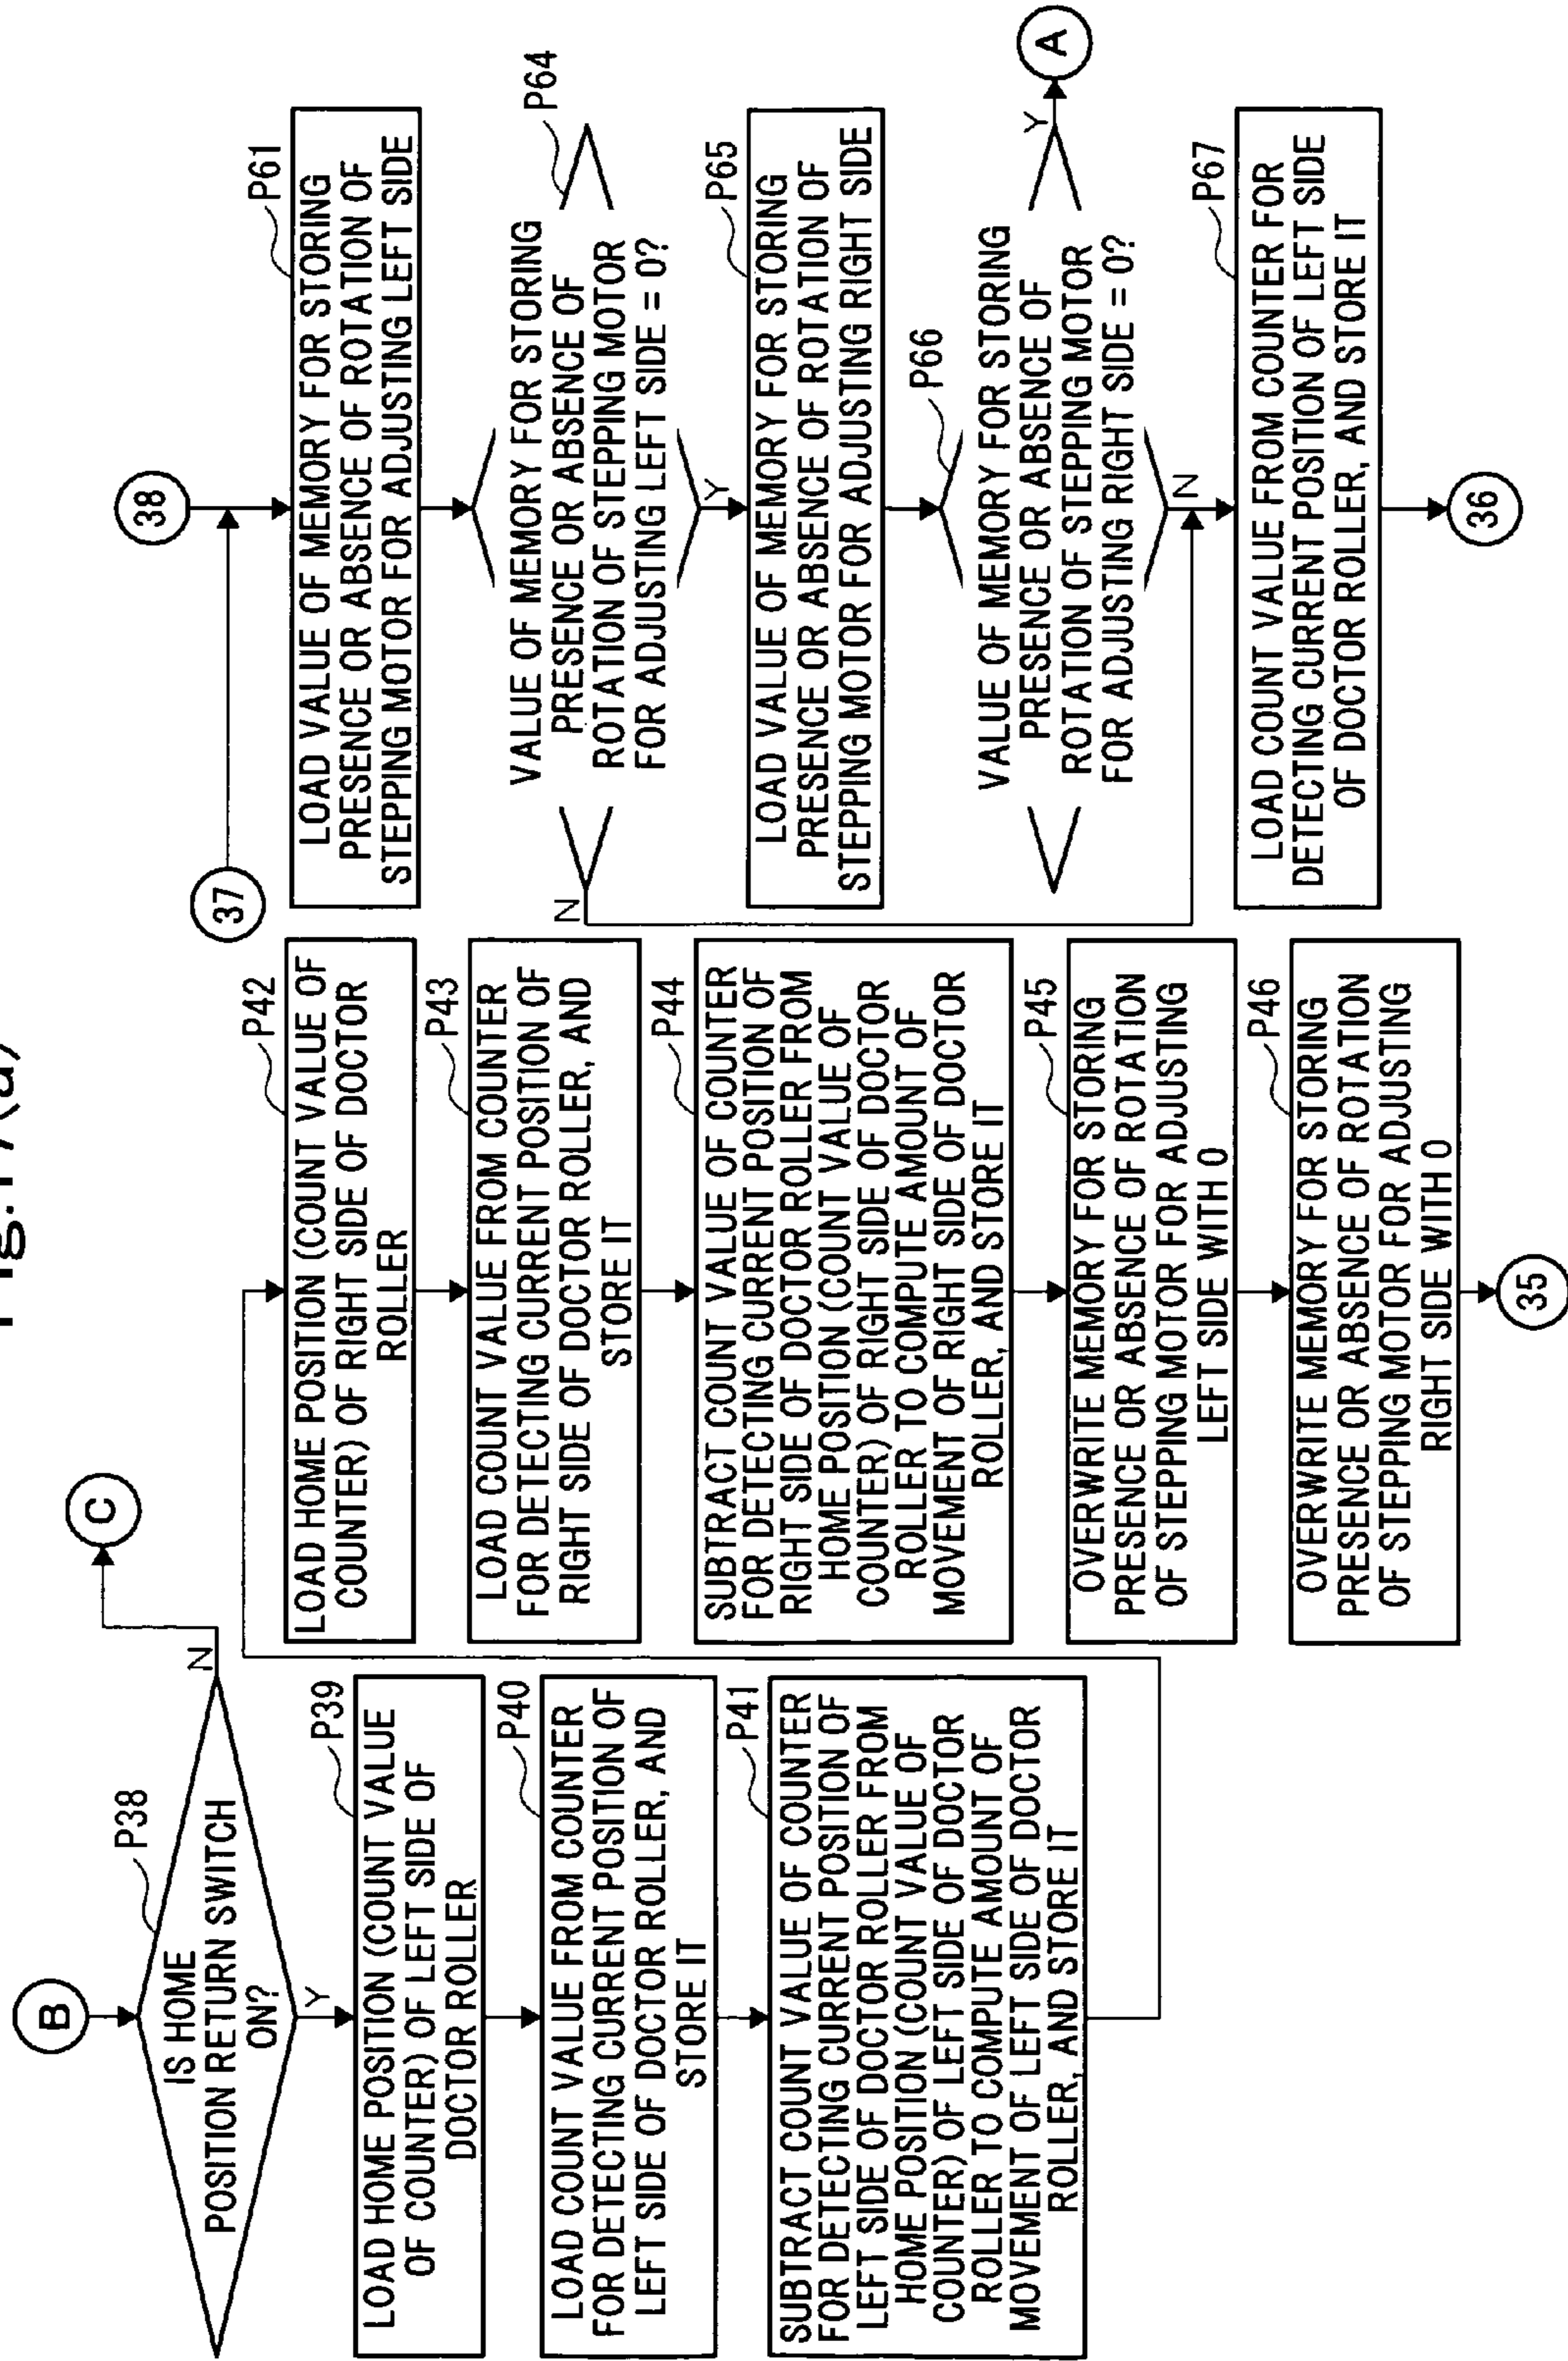 B
IS HOME
POSITION RETURN SWITCH
ON?
P38
N
C
Y
P39
LOAD HOME POSITION (COUNT VALUE
OF COUNTER) OF LEFT SIDE OF
DOCTOR ROLLER
P40
LOAD COUNT VALUE FROM COUNTER
FOR DETECTING CURRENT POSITION OF
LEFT SIDE OF DOCTOR ROLLER, AND
STORE IT
P41
SUBTRACT COUNT VALUE OF COUNTER
FOR DETECTING CURRENT POSITION OF
LEFT SIDE OF DOCTOR ROLLER FROM
HOME POSITION (COUNT VALUE OF
COUNTER) OF LEFT SIDE OF DOCTOR
ROLLER TO COMPUTE AMOUNT OF
MOVEMENT OF LEFT SIDE OF DOCTOR
ROLLER, AND STORE IT
P42
LOAD HOME POSITION (COUNT VALUE OF
COUNTER) OF RIGHT SIDE OF DOCTOR
ROLLER
P43
LOAD COUNT VALUE FROM COUNTER
FOR DETECTING CURRENT POSITION OF
RIGHT SIDE OF DOCTOR ROLLER, AND
STORE IT
P44
SUBTRACT COUNT VALUE OF COUNTER
FOR DETECTING CURRENT POSITION OF
RIGHT SIDE OF DOCTOR ROLLER FROM
HOME POSITION (COUNT VALUE OF
COUNTER) OF RIGHT SIDE OF DOCTOR
ROLLER TO COMPUTE AMOUNT OF
MOVEMENT OF RIGHT SIDE OF DOCTOR
ROLLER, AND STORE IT
P45
OVERWRITE MEMORY FOR STORING
PRESENCE OR ABSENCE OF ROTATION
OF STEPPING MOTOR FOR ADJUSTING
LEFT SIDE WITH 0
P46
OVERWRITE MEMORY FOR STORING
PRESENCE OR ABSENCE OF ROTATION
OF STEPPING MOTOR FOR ADJUSTING
RIGHT SIDE WITH 0
35
38
37
P61
LOAD VALUE OF MEMORY FOR STORING
PRESENCE OR ABSENCE OF ROTATION OF
STEPPING MOTOR FOR ADJUSTING LEFT SIDE
P64
VALUE OF MEMORY FOR STORING
PRESENCE OR ABSENCE OF
ROTATION OF STEPPING MOTOR
FOR ADJUSTING LEFT SIDE = 0?
N
Y
P65
LOAD VALUE OF MEMORY FOR STORING
PRESENCE OR ABSENCE OF ROTATION OF
STEPPING MOTOR FOR ADJUSTING RIGHT SIDE
P66
VALUE OF MEMORY FOR STORING
PRESENCE OR ABSENCE OF
ROTATION OF STEPPING MOTOR
FOR ADJUSTING RIGHT SIDE = 0?
Y
A
N
P67
LOAD COUNT VALUE FROM COUNTER FOR
DETECTING CURRENT POSITION OF LEFT SIDE
OF DOCTOR ROLLER, AND STORE IT
36